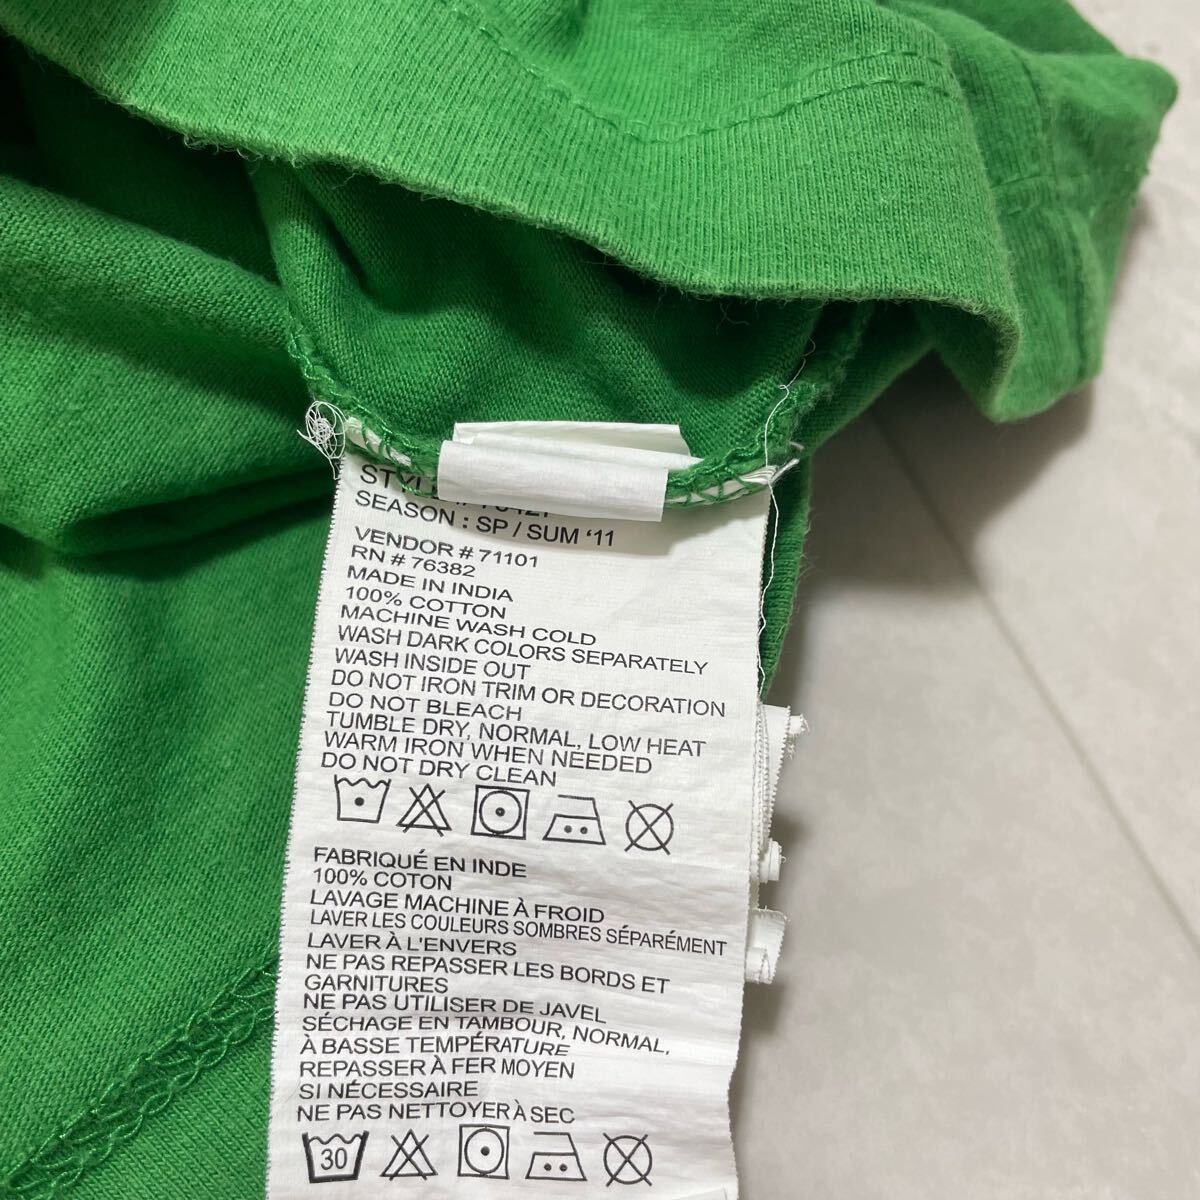 SEASON : SP / SUM '11
VENDOR # 71101
RN # 76382
MADE IN INDIA
100% COTTON
MACHINE WASH COLD
WASH DARK COLORS SEPARATELY
WASH INSIDE OUT
DO NOT IRON TRIM OR DECORATION
DO NOT BLEACH
TUMBLE DRY, NORMAL, LOW HEAT
WARM IRON WHEN NEEDED
DO NOT DRY CLEAN
FABRIQUÉ EN INDE
100% COTON
LAVAGE MACHINE À FROID
LAVER LES COULEURS SOMBRES SÉPARÉMENT
LAVER À L'ENVERS
NE PAS REPASSER LES BORDS ET
GARNITURES
NE PAS UTILISER DE JAVEL
SÉCHAGE EN TAMBOUR, NORMAL,
À BASSE TEMPÉRATURE
REPASSER À FER MOYEN
SI NÉCESSAIRE
NE PAS NETTOYER À SEC
30